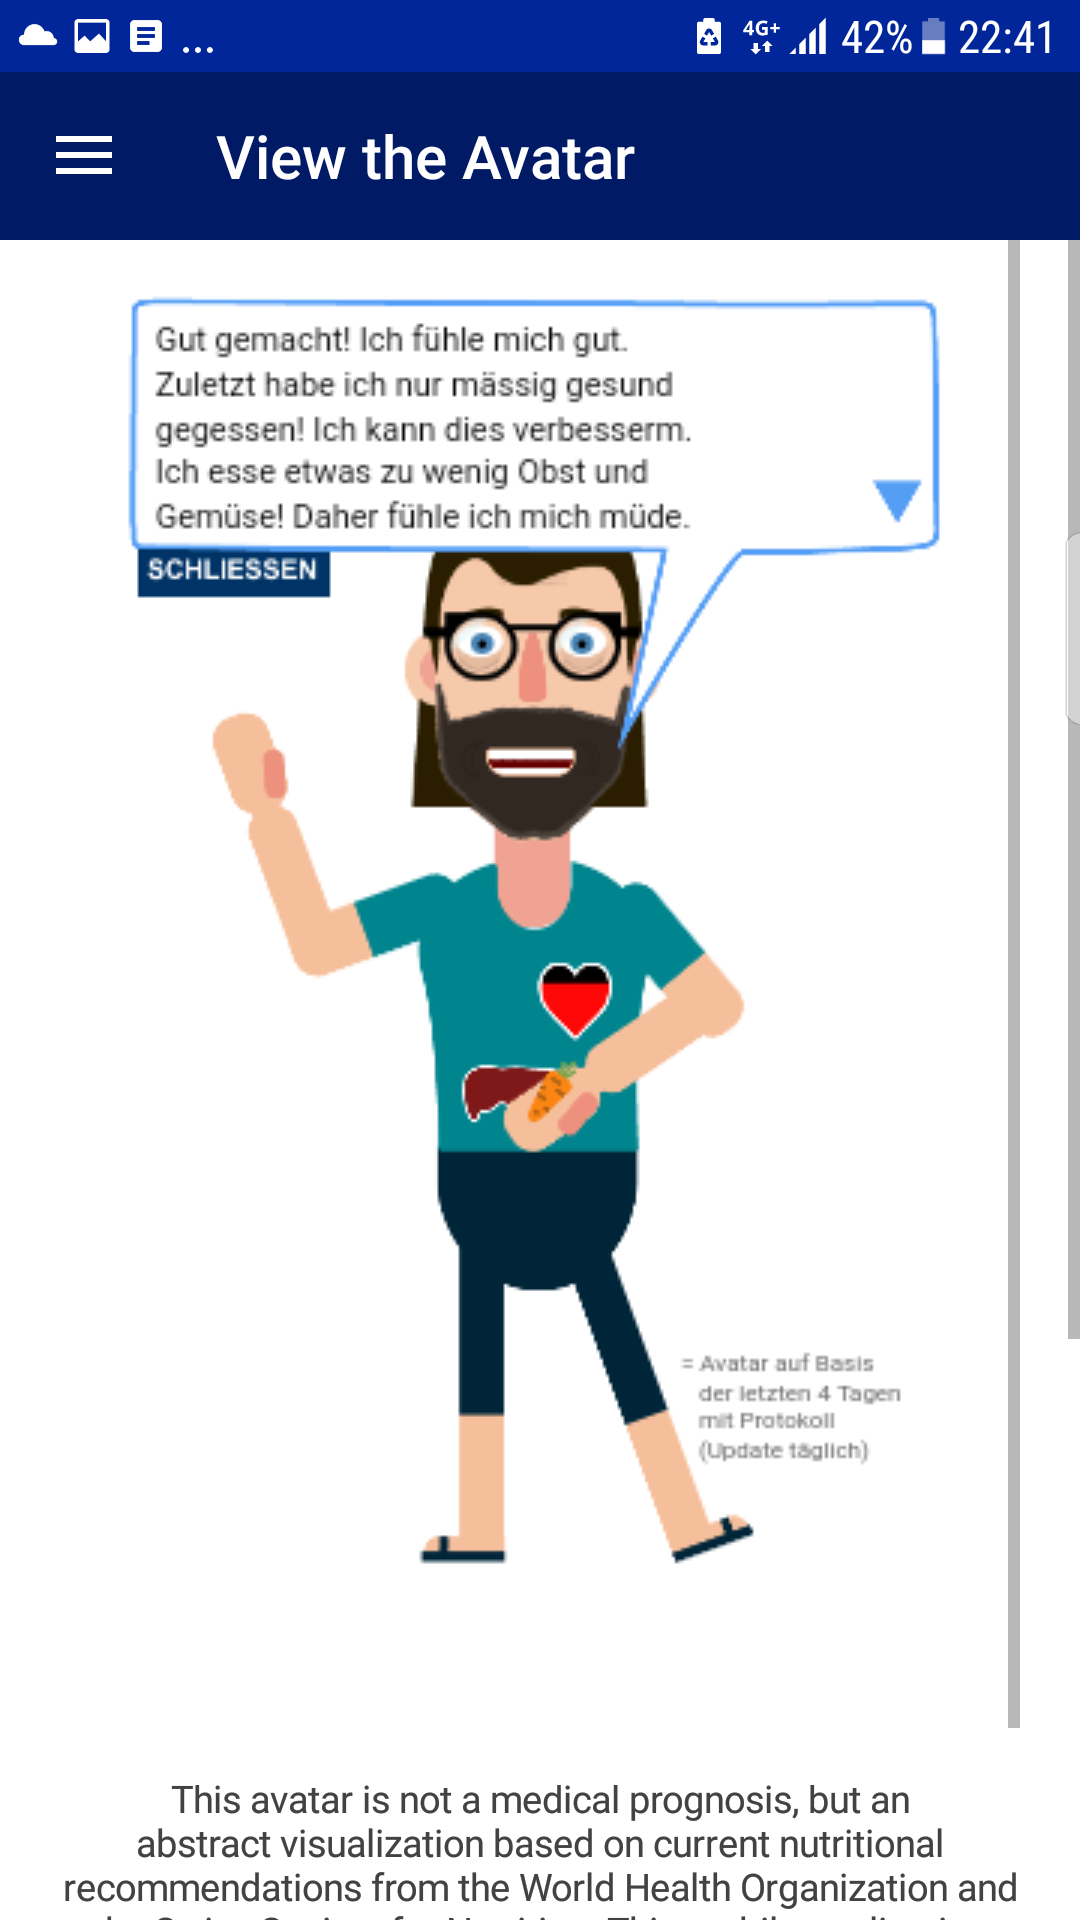 ...
4G+ 42% 22:41
View the Avatar
Gut gemacht! Ich fühle mich gut.
Zuletzt habe ich nur mässig gesund
gegessen! Ich kann dies verbesserm.
Ich esse etwas zu wenig Obst und
Gemüse! Daher fühle ich mich müde.
SCHLIESSEN
= Avatar auf Basis
der letzten 4 Tagen
mit Protokoll
(Update täglich)
This avatar is not a medical prognosis, but an
abstract visualization based on current nutritional
recommendations from the World Health Organization and